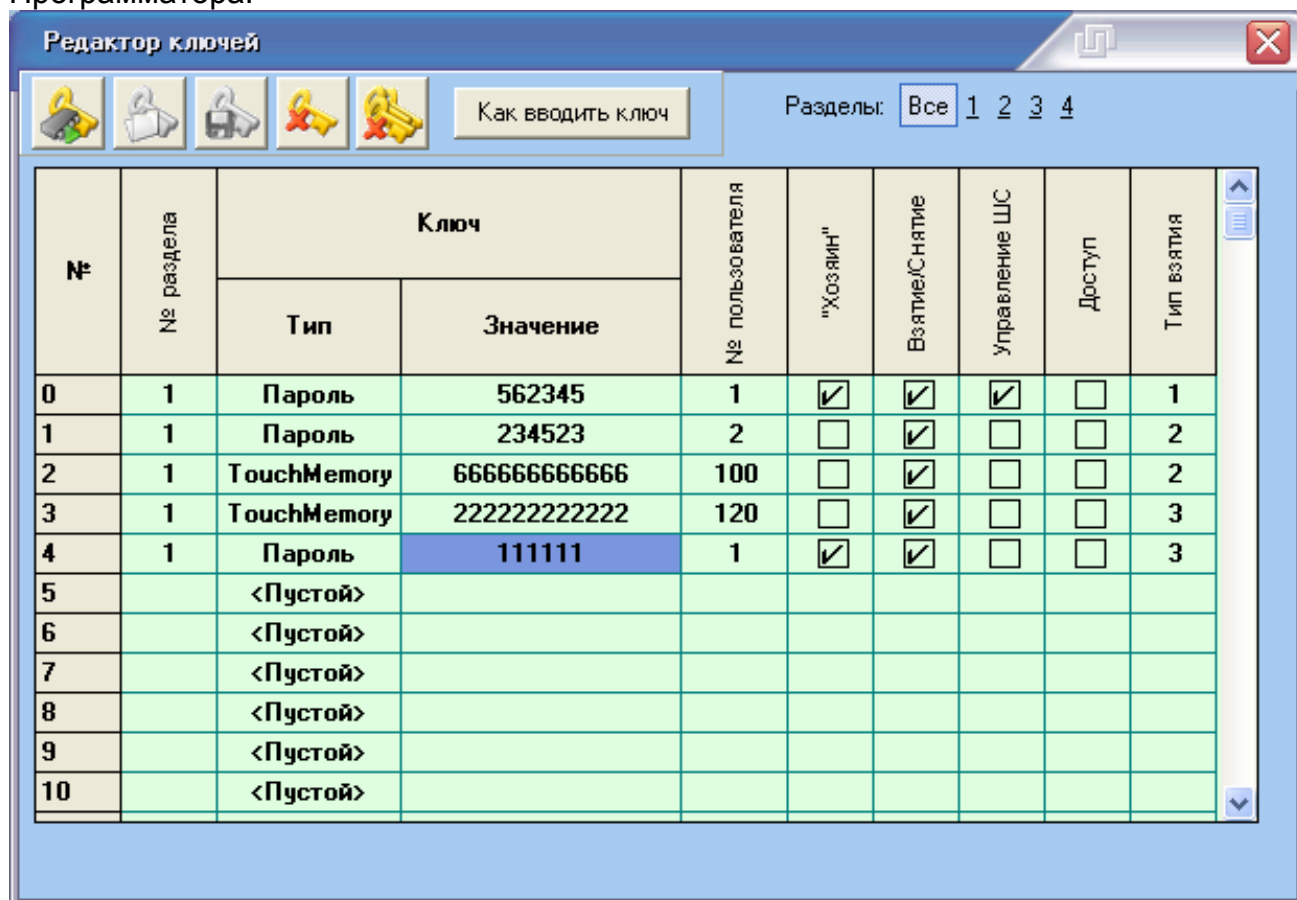 Программатора.
Редактор ключей
Как вводить ключ
Разделы: Все 1 2 3 4
№ № раздела Ключ № пользователя "Хозяин" Взятие/Снятие Управление ШС Доступ Тип взятия
Тип Значение
0 1 Пароль 562345 1 1
1 1 Пароль 234523 2 2
2 1 TouchMemory 666666666666 100 2
3 1 TouchMemory 222222222222 120 3
4 1 Пароль 111111 1 3
5 <Пустой>
6 <Пустой>
7 <Пустой>
8 <Пустой>
9 <Пустой>
10 <Пустой>